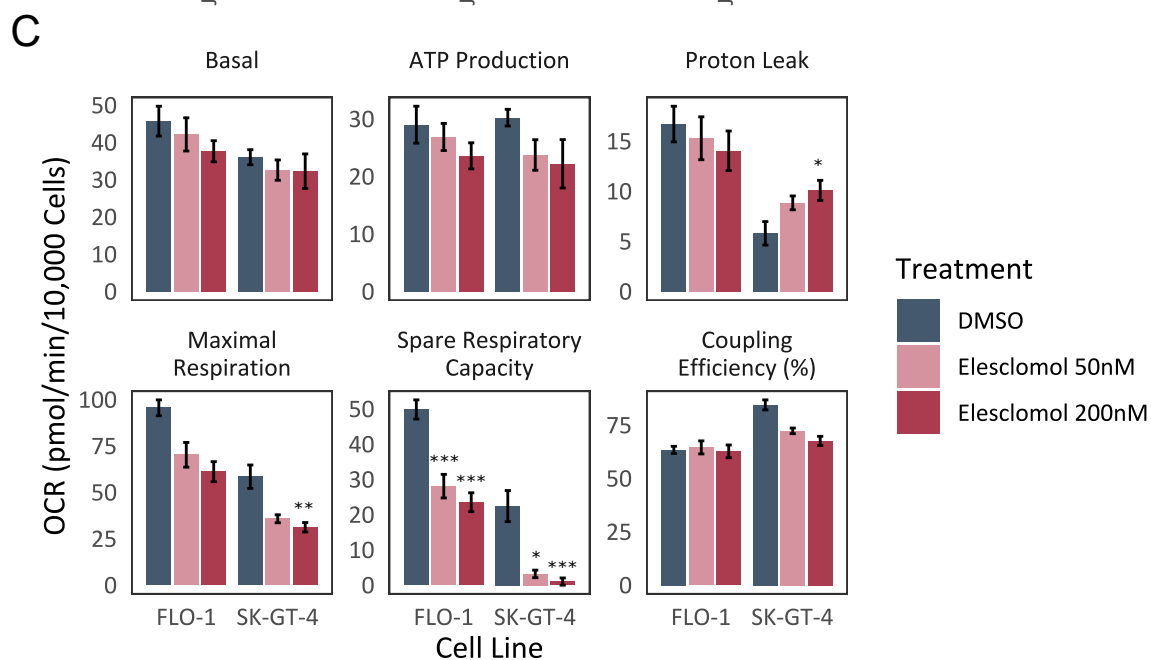 C
Basal
ATP Production
Proton Leak
50
40
30
20
10
0
30
20
10
0
15
10
5
0
*
Maximal
Respiration
Spare Respiratory
Capacity
Coupling
Efficiency (%)
100
75
50
25
0
**
50
40
30
20
10
0
***
***
*
***
75
50
25
0
FLO-1 SK-GT-4
FLO-1 SK-GT-4
FLO-1 SK-GT-4
Cell Line
OCR (pmol/min/10,000 Cells)
Treatment
DMSO
Elesclomol 50nM
Elesclomol 200nM